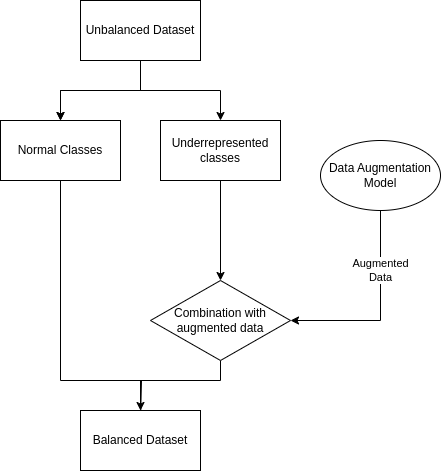 Unbalanced Dataset
Normal Classes
Underrepresented
classes
Data Augmentation
Model
Augmented
Data
Combination with
augmented data
Balanced Dataset